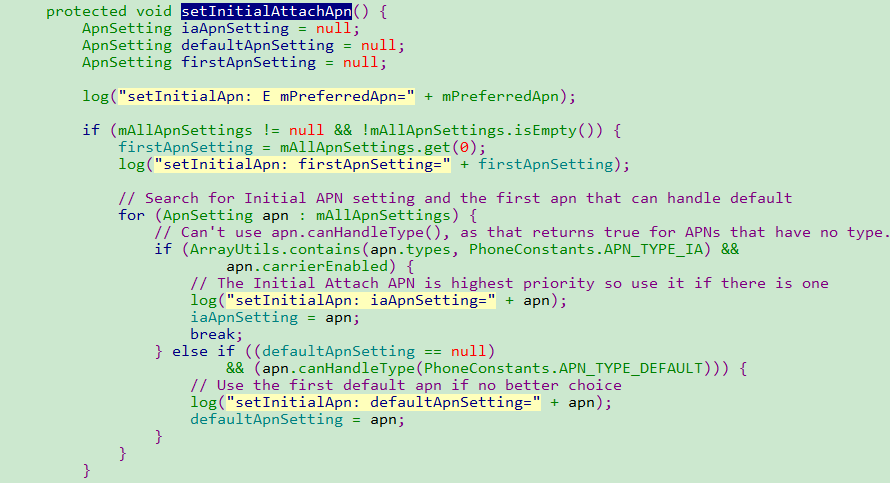 protected void setInitialAttachApn() {
ApnSetting iaApnSetting = null;
ApnSetting defaultApnSetting = null;
ApnSetting firstApnSetting = null;
log("setInitialApn: E mPreferredApn=" + mPreferredApn);
if (mAllApnSettings != null && !mAllApnSettings.isEmpty()) {
firstApnSetting = mAllApnSettings.get(0);
log("setInitialApn: firstApnSetting=" + firstApnSetting);
// Search for Initial APN setting and the first apn that can handle default
for (ApnSetting apn : mAllApnSettings) {
// Can't use apn.canHandleType(), as that returns true for APNs that have no type.
if (ArrayUtils.contains(apn.types, PhoneConstants.APN_TYPE_IA) &&
apn.carrierEnabled) {
// The Initial Attach APN is highest priority so use it if there is one
log("setInitialApn: iaApnSetting=" + apn);
iaApnSetting = apn;
break;
} else if ((defaultApnSetting == null)
&& (apn.canHandleType(PhoneConstants.APN_TYPE_DEFAULT))) {
// Use the first default apn if no better choice
log("setInitialApn: defaultApnSetting=" + apn);
defaultApnSetting = apn;
}
}
}